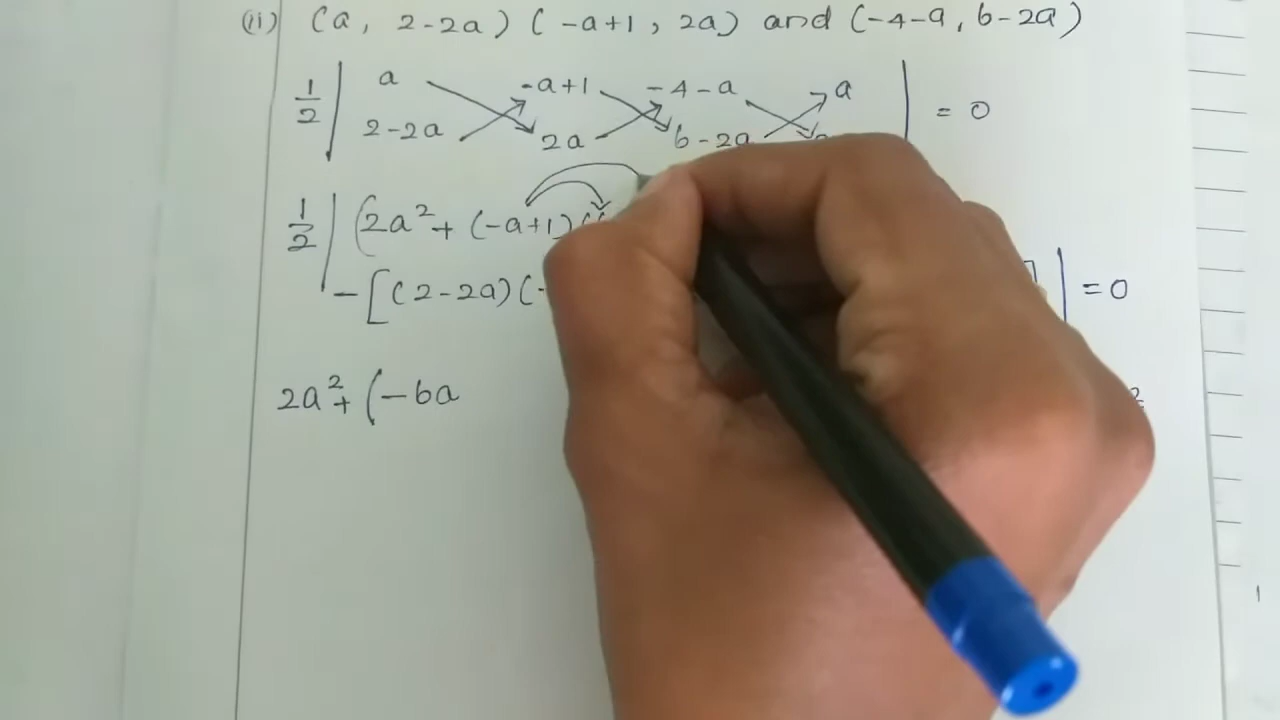 (ii) (a, 2-2a) (-a+1, 2a) and (-4-a, 6-2a)
1/2 | a -a+1 -4-a a | = 0
2-2a 2a 6-2a
1/2 | (2a² + (-a+1)
- [(2-2a)(- ] | = 0
2a² + (-6a 2